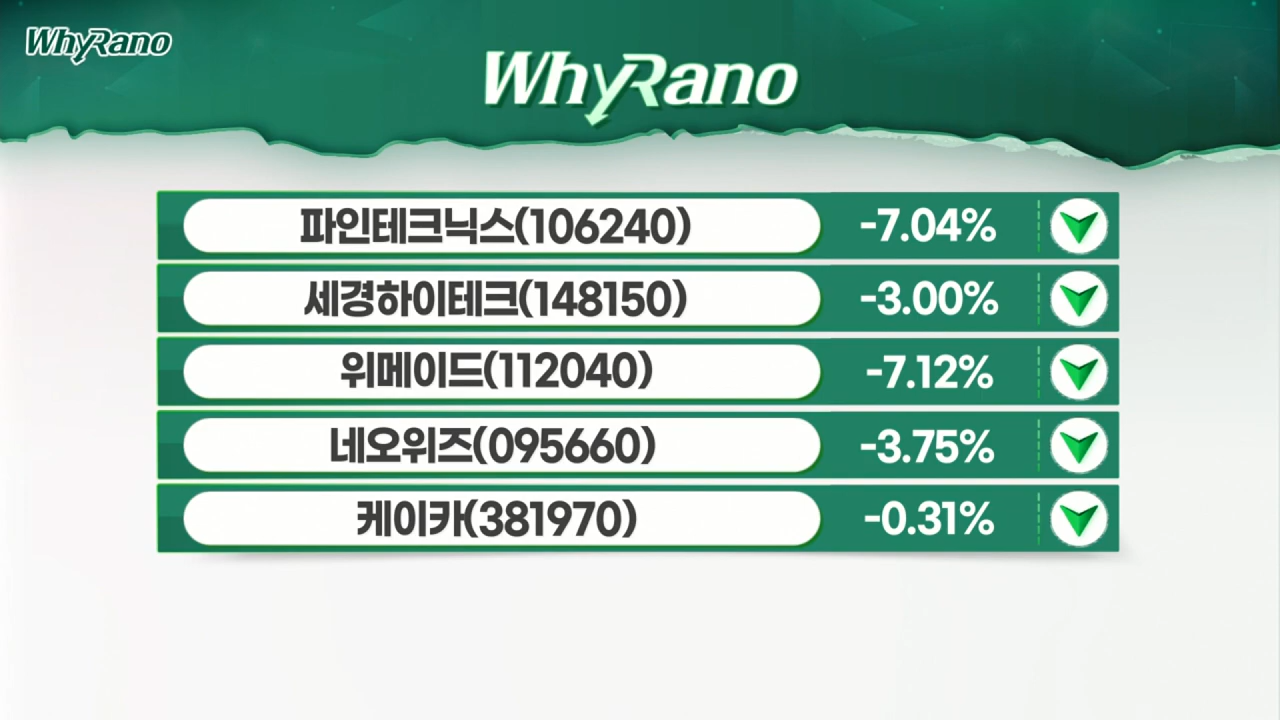 WhyRano
WhyRano
파인테크닉스(106240) -7.04%
세경하이테크(148150) -3.00%
위메이드(112040) -7.12%
네오위즈(095660) -3.75%
케이카(381970) -0.31%